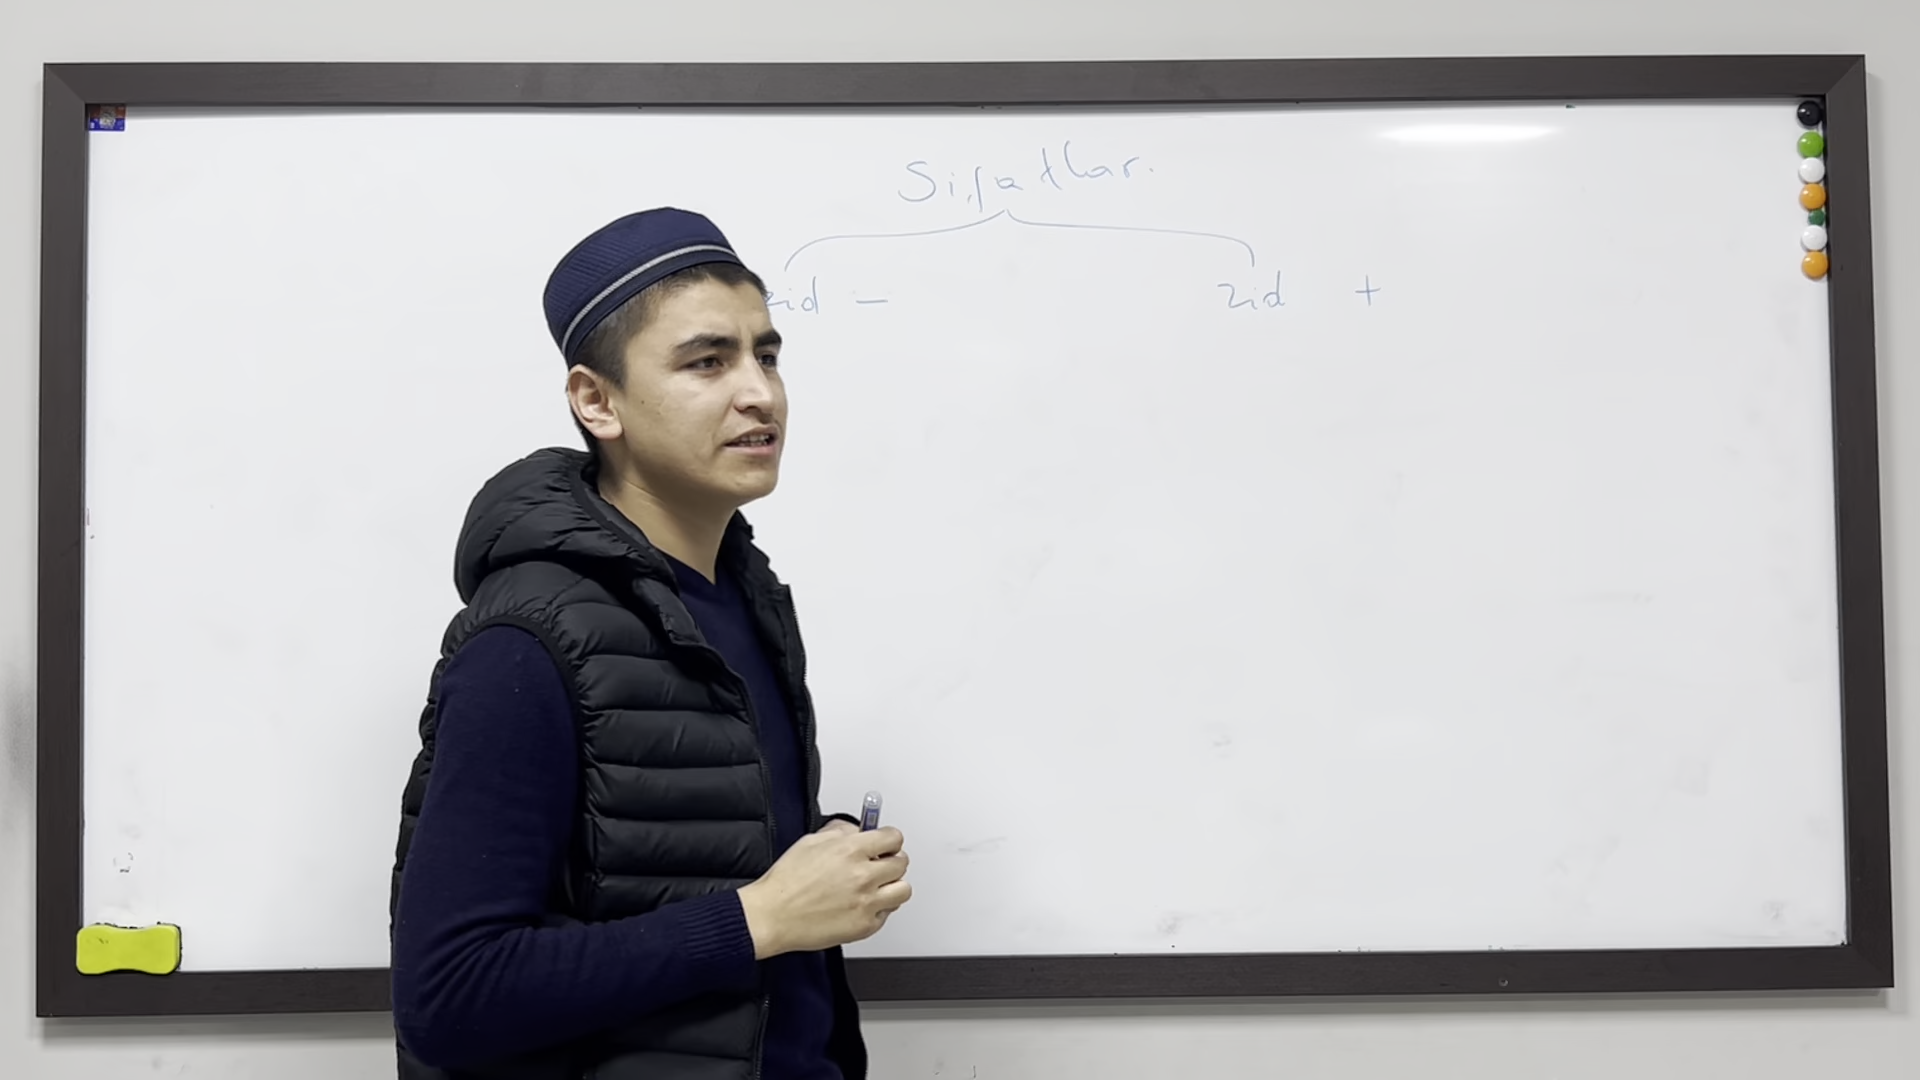 Sifatlar.
zid - zid +